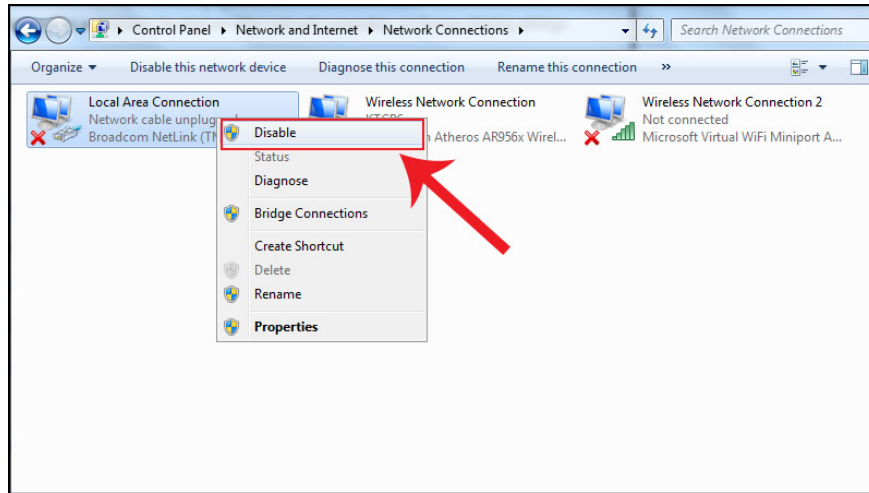 Control Panel ▸ Network and Internet ▸ Network Connections ▸
Search Network Connections
Organize ▾ Disable this network device Diagnose this connection Rename this connection »
Local Area Connection
Network cable unplug
Broadcom NetLink (T
Wireless Network Connection
Atheros AR956x Wirel...
Wireless Network Connection 2
Not connected
Microsoft Virtual WiFi Miniport A...
Disable
Status
Diagnose
Bridge Connections
Create Shortcut
Delete
Rename
Properties